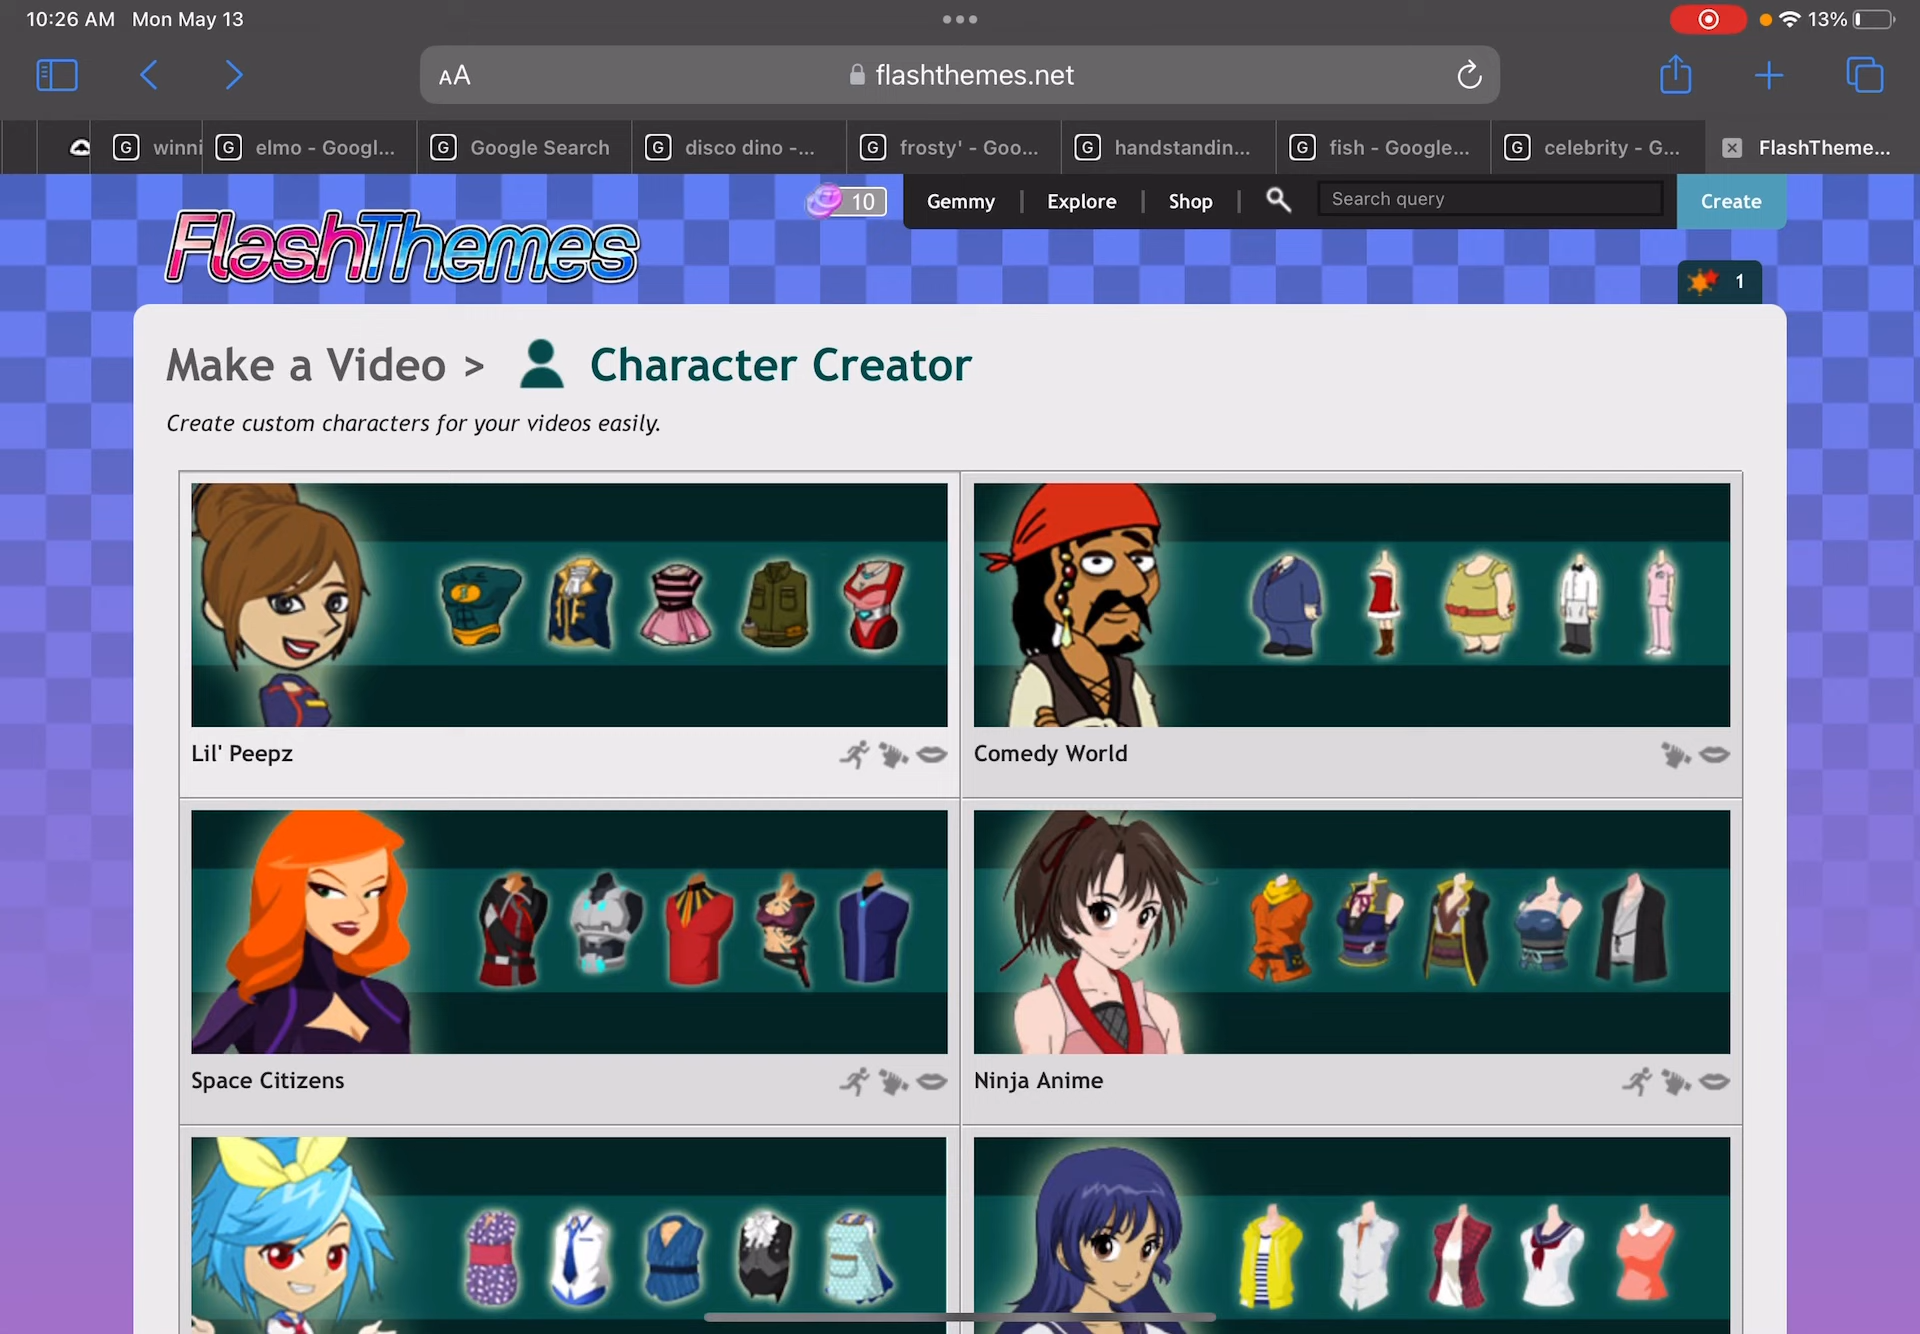 10:26 AM Mon May 13
13%
AA
flashthemes.net
winni
elmo - Googl...
Google Search
disco dino -...
frosty' - Goo...
handstandin...
fish - Google...
celebrity - G...
FlashTheme...
FlashThemes
10
Gemmy | Explore | Shop |
Search query
Create
1
Make a Video > Character Creator
Create custom characters for your videos easily.
Lil' Peepz
Comedy World
Space Citizens
Ninja Anime